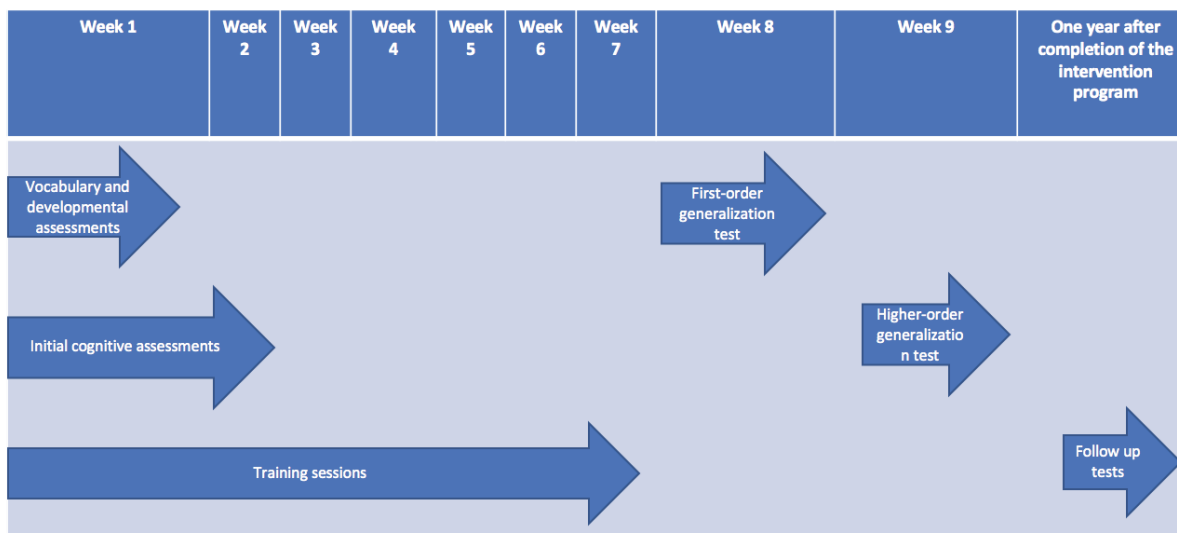 Week 1
Week
2
Week
3
Week
4
Week
5
Week
6
Week
7
Week 8
Week 9
One year after
completion of the
intervention
program
Vocabulary and
developmental
assessments
First-order
generalization
test
Initial cognitive assessments
Higher-order
generalizatio
n test
Training sessions
Follow up
tests